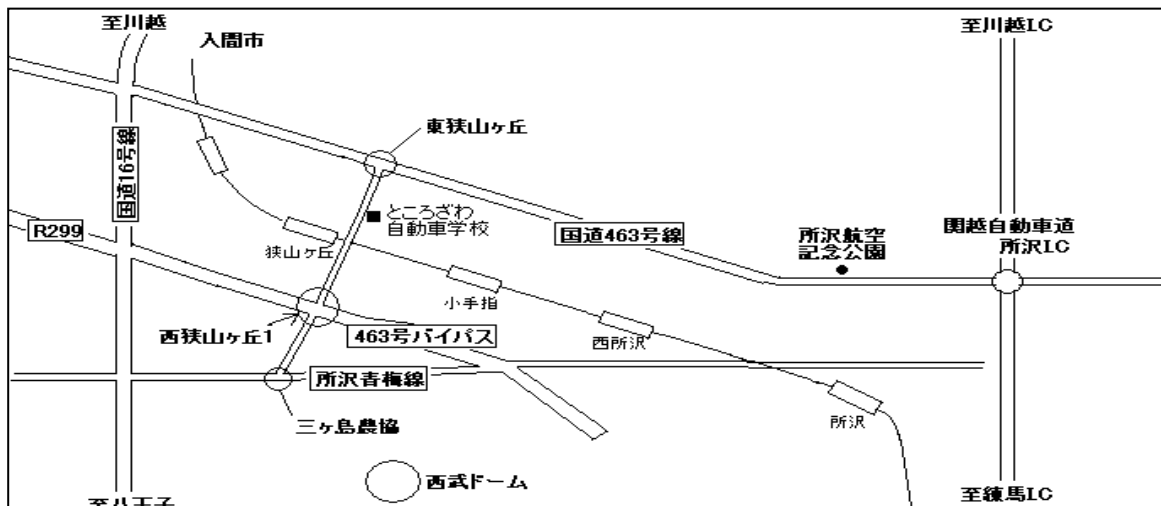 至川越
入間市
至川越IC
東狭山ヶ丘
国道16号線
ところざわ
自動車学校
R299
国道463号線
所沢航空
記念公園
関越自動車道
所沢IC
狭山ヶ丘
小手指
西狭山ヶ丘1
463号バイパス
西所沢
所沢青梅線
所沢
三ヶ島農協
西武ドーム
至八王子
至練馬IC